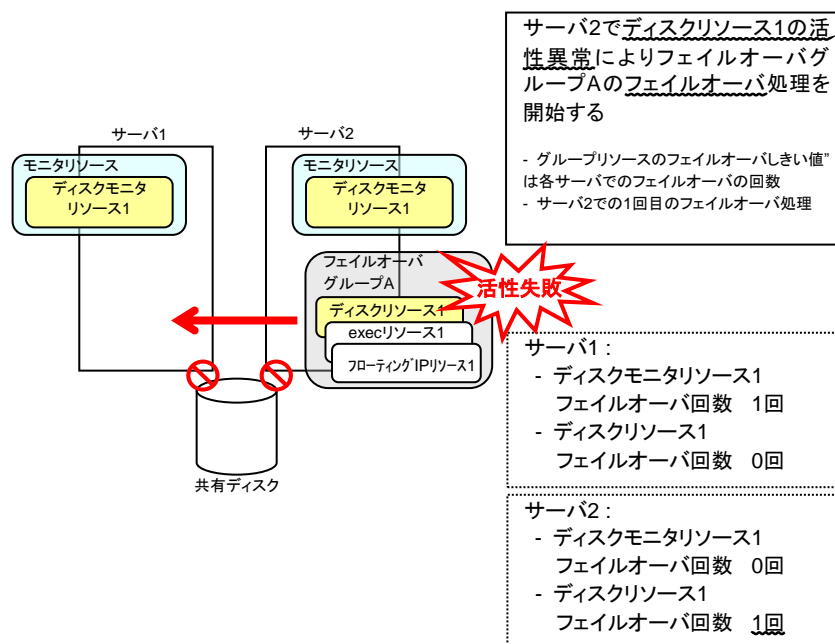 サーバ2でディスクリソース1の活
性異常によりフェイルオーバグ
ループAのフェイルオーバ処理を
開始する
- グループリソースのフェイルオーバしきい値”
は各サーバでのフェイルオーバの回数
- サーバ2での1回目のフェイルオーバ処理
サーバ1
サーバ2
モニタリソース
ディスクモニタ
リソース1
モニタリソース
ディスクモニタ
リソース1
フェイルオーバ
グループA
活性失敗
ディスクリソース1
execリソース1
フローティングIPリソース1
共有ディスク
サーバ1 :
- ディスクモニタリソース1
フェイルオーバ回数 1回
- ディスクリソース1
フェイルオーバ回数 0回
サーバ2 :
- ディスクモニタリソース1
フェイルオーバ回数 0回
- ディスクリソース1
フェイルオーバ回数 1回